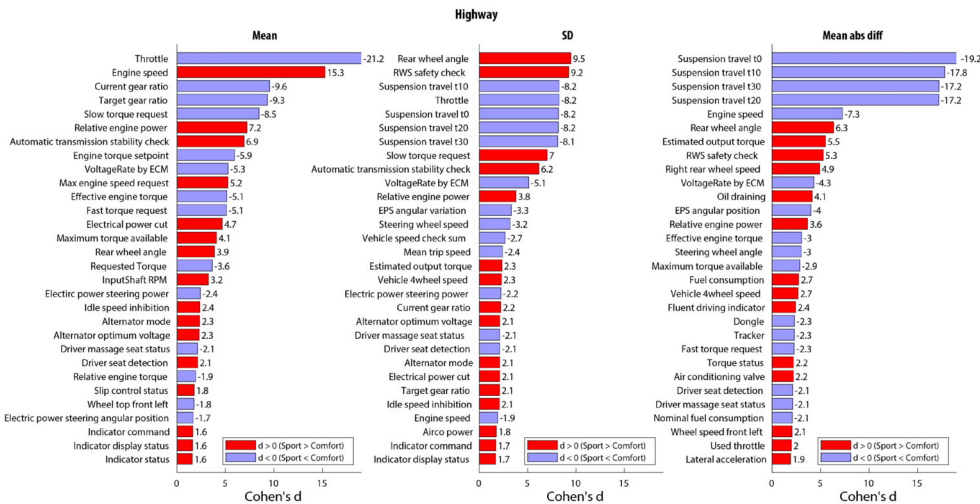 Highway
Mean
Throttle -21.2
Engine speed 15.3
Current gear ratio -9.6
Target gear ratio -9.3
Slow torque request -8.5
Relative engine power 7.2
Automatic transmission stability check 6.9
Engine torque setpoint -5.9
VoltageRate by ECM -5.3
Max engine speed request 5.2
Effective engine torque -5.1
Fast torque request -5.1
Electrical power cut 4.7
Maximum torque available 4.1
Rear wheel angle 3.9
Requested Torque -3.6
InputShaft RPM 3.2
Electric power steering power -2.4
Idle speed inhibition 2.4
Alternator mode 2.3
Alternator optimum voltage 2.3
Driver massage seat status -2.1
Driver seat detection 2.1
Relative engine torque -1.9
Slip control status 1.8
Wheel top front left -1.8
Electric power steering angular position -1.7
Indicator command 1.6
Indicator display status 1.6
Indicator status 1.6
d > 0 (Sport > Comfort)
d < 0 (Sport < Comfort)
0 5 10 15
Cohen's d
SD
Rear wheel angle 9.5
RWS safety check 9.2
Suspension travel t10 -8.2
Throttle -8.2
Suspension travel t0 -8.2
Suspension travel t20 -8.2
Suspension travel t30 -8.1
Slow torque request 7
Automatic transmission stability check 6.2
VoltageRate by ECM -5.1
Relative engine power 3.8
EPS angular variation -3.3
Steering wheel speed -3.2
Vehicle speed check sum -2.7
Mean trip speed -2.4
Estimated output torque 2.3
Vehicle 4wheel speed 2.3
Electric power steering power -2.2
Current gear ratio 2.2
Alternator optimum voltage 2.1
Driver massage seat status -2.1
Driver seat detection -2.1
Alternator mode 2.1
Electrical power cut 2.1
Target gear ratio 2.1
Idle speed inhibition 2.1
Engine speed -1.9
Airco power 1.8
Indicator command 1.7
Indicator display status 1.7
d > 0 (Sport > Comfort)
d < 0 (Sport < Comfort)
0 5 10 15
Cohen's d
Mean abs diff
Suspension travel t0 -19.2
Suspension travel t10 -17.8
Suspension travel t30 -17.2
Suspension travel t20 -17.2
Engine speed -7.3
Rear wheel angle 6.3
Estimated output torque 5.5
RWS safety check 5.3
Right rear wheel speed 4.9
VoltageRate by ECM -4.3
Oil draining 4.1
EPS angular position -4
Relative engine power 3.6
Effective engine torque -3
Steering wheel angle -3
Maximum torque available -2.9
Fuel consumption 2.7
Vehicle 4wheel speed 2.7
Fluent driving indicator 2.4
Dongle -2.3
Tracker -2.3
Fast torque request -2.3
Torque status 2.2
Air conditioning valve 2.2
Driver seat detection -2.1
Driver massage seat status -2.1
Nominal fuel consumption -2.1
Wheel speed front left 2.1
Used throttle 2
Lateral acceleration 1.9
d > 0 (Sport > Comfort)
d < 0 (Sport < Comfort)
0 5 10 15
Cohen's d